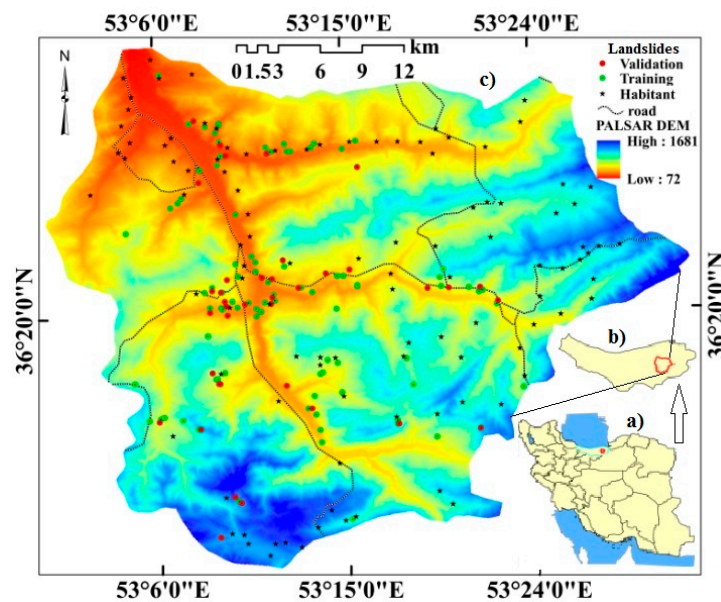 53°6'0"E 53°15'0"E 53°24'0"E
N
km
0 1.5 3 6 9 12
c)
Landslides
Validation
Training
Habitant
road
PALSAR DEM
High : 1681
Low : 72
36°20'0"N
36°20'0"N
b)
a)
53°6'0"E 53°15'0"E 53°24'0"E